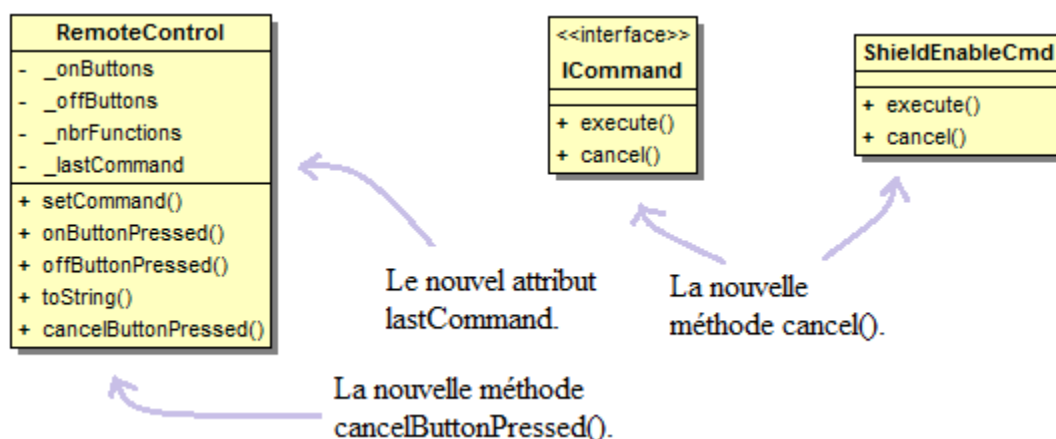 RemoteControl
- _onButtons
- _offButtons
- _nbrFunctions
- _lastCommand
+ setCommand()
+ onButtonPressed()
+ offButtonPressed()
+ toString()
+ cancelButtonPressed()
<<interface>>
ICommand
+ execute()
+ cancel()
ShieldEnableCmd
+ execute()
+ cancel()
Le nouvel attribut
lastCommand.
La nouvelle
méthode cancel().
La nouvelle méthode
cancelButtonPressed().